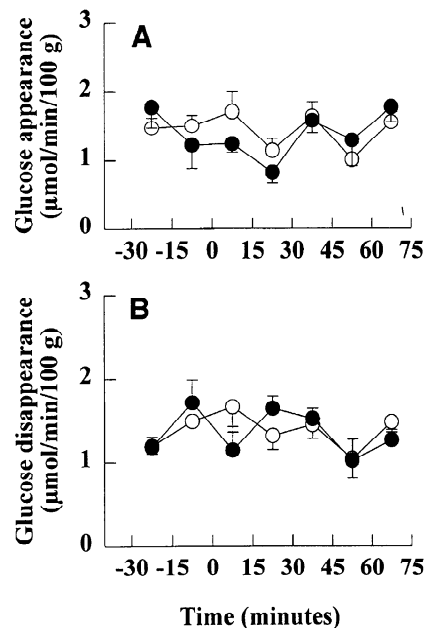 A
3
2
1
0
Glucose appearance
(µmol/min/100 g)
-30 -15 0 15 30 45 60 75
B
3
2
1
0
Glucose disappearance
(µmol/min/100 g)
-30 -15 0 15 30 45 60 75
Time (minutes)